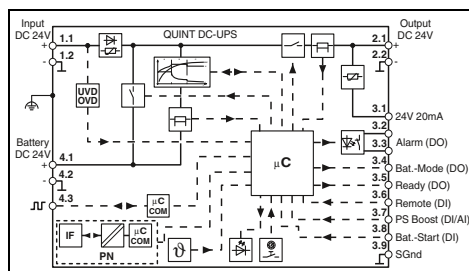 Input
DC 24V
QUINT DC-UPS
Output
DC 24V
1.1
+
1.2
-
2.1
+
2.2
-
UVD
OVD
3.1
24V 20mA
3.2
Alarm (DO)
3.3
Battery
DC 24V
4.1
+
µC
3.4
Bat.-Mode (DO)
3.5
Ready (DO)
4.2
-
4.3
µC
COM
3.6
Remote (DI)
3.7
PS Boost (DI/AI)
3.8
Bat.-Start (DI)
3.9
SGnd
IF
µC
COM
PN
ϑ